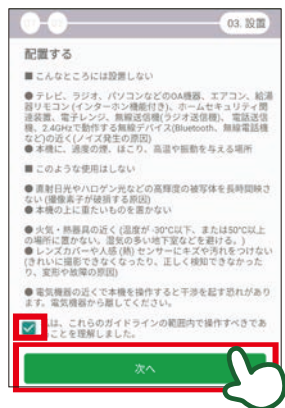 03. 設置
配置する
■ こんなところには設置しない
● テレビ、ラジオ、パソコンなどのOA機器、エアコン、給湯
器リモコン (インターホン機能付き)、ホームセキュリティ関
連装置、電子レンジ、無線送信機(ラジオ送信機)、 電話送信
機、2.4GHzで動作する無線デバイス(Bluetooth、無線電話機
など)の近く(ノイズ発生の原因)
● 本機に、過度の煙、ほこり、高温や振動を与える場所
■ このような使用はしない
● 直射日光やハロゲン光などの高輝度の被写体を長時間映さ
ない (撮像素子が破損する原因)
● 本機の上に重たいものを置かない
● 火気・熱器具の近く (温度が -30°C以下、または50°C以上
の場所に置かない。湿気の多い地下室などを避ける。)
● レンズカバーや人感 (熱) センサーにキズや汚れをつけない
(きれいに撮影できなくなったり、正しく検知できなかった
り、変形や故障の原因)
● 電気機器の近くで本機を操作すると干渉を起す恐れがあり
ます。電気機器から離してください。
は、これらのガイドラインの範囲内で操作すべきであ
ことを理解しました。
次へ